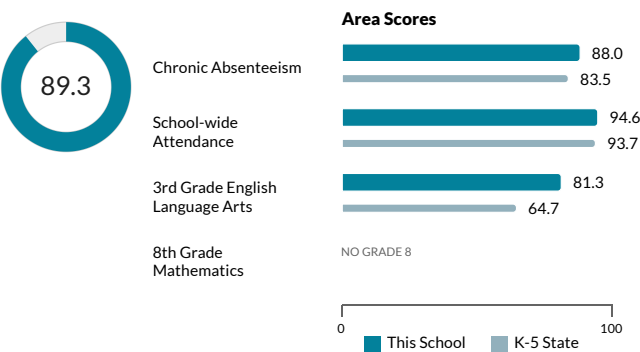 Area Scores
89.3
Chronic Absenteeism
88.0
83.5
School-wide
Attendance
94.6
93.7
3rd Grade English
Language Arts
81.3
64.7
8th Grade
Mathematics
NO GRADE 8
0
100
This School
K-5 State